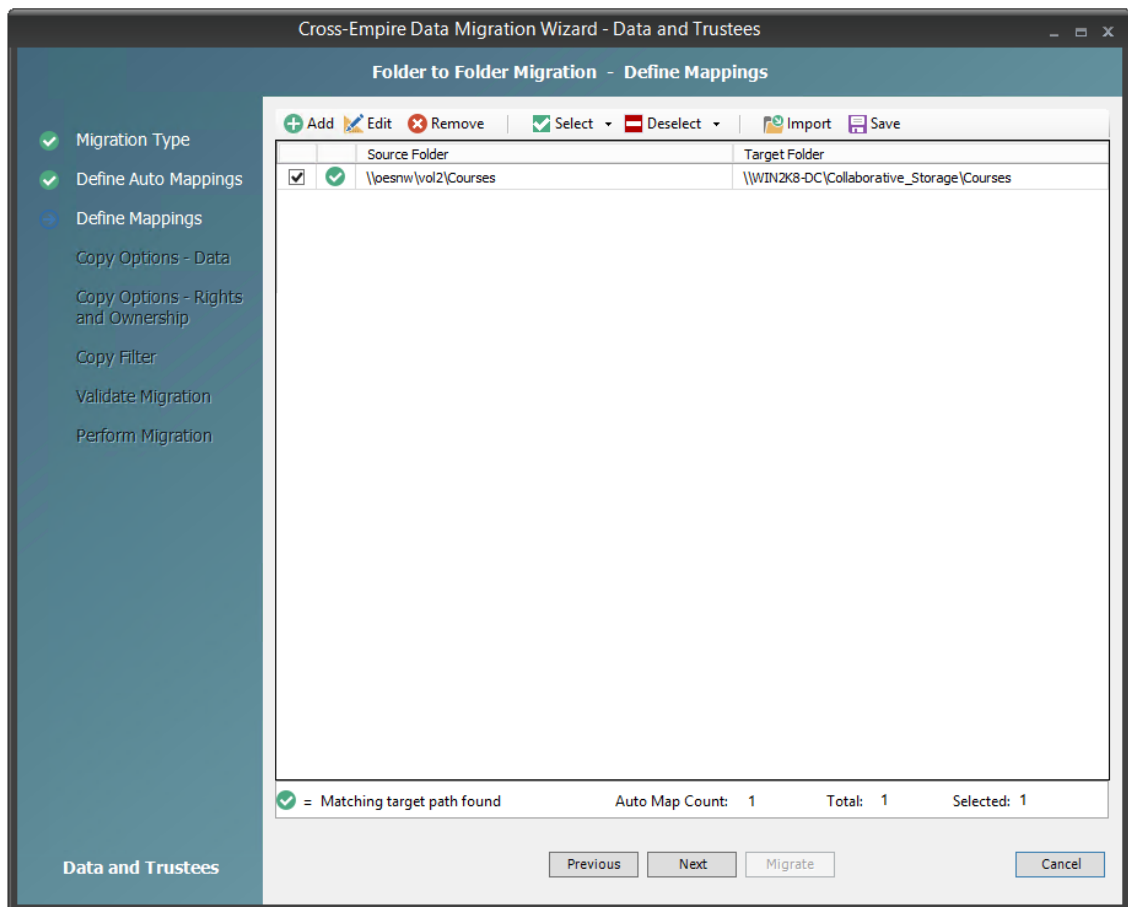 Cross-Empire Data Migration Wizard - Data and Trustees
Folder to Folder Migration - Define Mappings
Migration Type
Define Auto Mappings
Define Mappings
Copy Options - Data
Copy Options - Rights
and Ownership
Copy Filter
Validate Migration
Perform Migration
Data and Trustees
Add Edit Remove Select Deselect Import Save
Source Folder Target Folder
\\oesnw\vol2\Courses \\WIN2K8-DC\Collaborative_Storage\Courses
= Matching target path found Auto Map Count: 1 Total: 1 Selected: 1
Previous Next Migrate Cancel